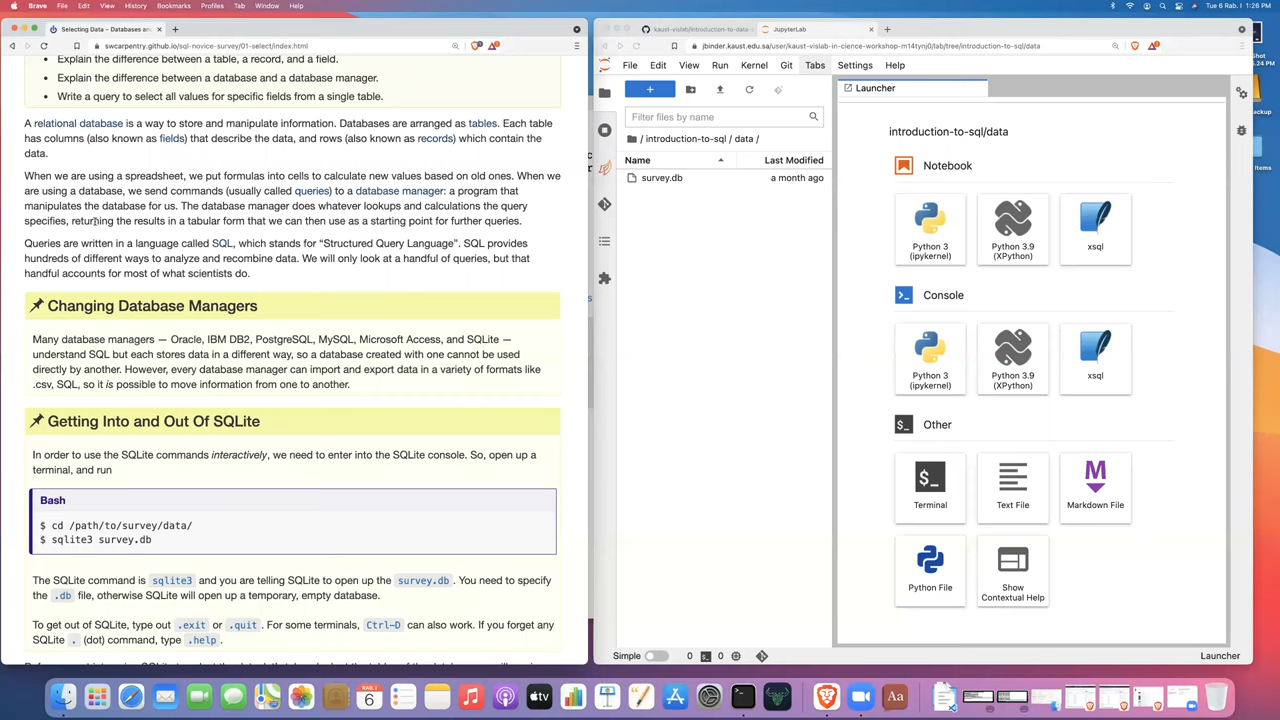 Brave File Edit View History Bookmarks Profiles Tab Window Help
Tue 6 Rab. I 1:26 PM
Selecting Data – Databases and
swcarpentry.github.io/sql-novice-survey/01-select/index.html
• Explain the difference between a table, a record, and a field.
• Explain the difference between a database and a database manager.
• Write a query to select all values for specific fields from a single table.
A relational database is a way to store and manipulate information. Databases are arranged as tables. Each table
has columns (also known as fields) that describe the data, and rows (also known as records) which contain the
data.
When we are using a spreadsheet, we put formulas into cells to calculate new values based on old ones. When we
are using a database, we send commands (usually called queries) to a database manager: a program that
manipulates the database for us. The database manager does whatever lookups and calculations the query
specifies, returning the results in a tabular form that we can then use as a starting point for further queries.
Queries are written in a language called SQL, which stands for “Structured Query Language”. SQL provides
hundreds of different ways to analyze and recombine data. We will only look at a handful of queries, but that
handful accounts for most of what scientists do.
Changing Database Managers
Many database managers — Oracle, IBM DB2, PostgreSQL, MySQL, Microsoft Access, and SQLite —
understand SQL but each stores data in a different way, so a database created with one cannot be used
directly by another. However, every database manager can import and export data in a variety of formats like
.csv, SQL, so it is possible to move information from one to another.
Getting Into and Out Of SQLite
In order to use the SQLite commands interactively, we need to enter into the SQLite console. So, open up a
terminal, and run
Bash
$ cd /path/to/survey/data/
$ sqlite3 survey.db
The SQLite command is sqlite3 and you are telling SQLite to open up the survey.db. You need to specify
the .db file, otherwise SQLite will open up a temporary, empty database.
To get out of SQLite, type out .exit or .quit. For some terminals, Ctrl-D can also work. If you forget any
SQLite . (dot) command, type .help.
kaust-vislab/introduction-to-data-
JupyterLab
jbinder.kaust.edu.sa/user/kaust-vislab-in-cience-workshop-m14tynj0/lab/tree/introduction-to-sql/data
File Edit View Run Kernel Git Tabs Settings Help
Filter files by name
/ introduction-to-sql / data /
Name Last Modified
survey.db a month ago
Launcher
introduction-to-sql/data
Notebook
Python 3 (ipykernel)
Python 3.9 (XPython)
xsql
Console
Python 3 (ipykernel)
Python 3.9 (XPython)
xsql
Other
$_
Terminal
Text File
Markdown File
Python File
Show Contextual Help
Simple 0 0
Launcher